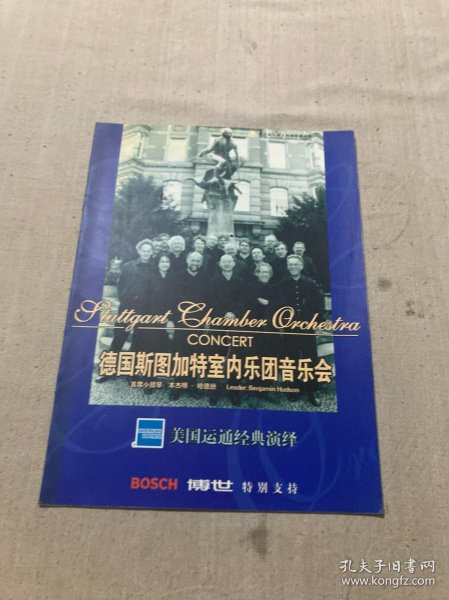 Stuttgart Chamber Orchestra
CONCERT
德国斯图加特室内乐团音乐会
首席小提琴:本杰明·哈德逊 Leader: Benjamin Hudson
AMERICAN EXPRESS
美国运通经典演绎
BOSCH 博世 特别支持
孔夫子旧书网
www.kongfz.com